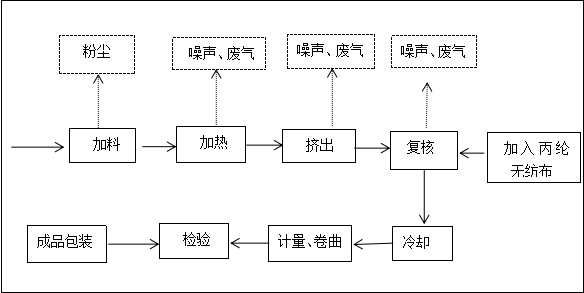 粉尘
噪声、废气
噪声、废气
噪声、废气
加料
加热
挤出
复核
加入丙纶
无纺布
成品包装
检验
计量、卷曲
冷却